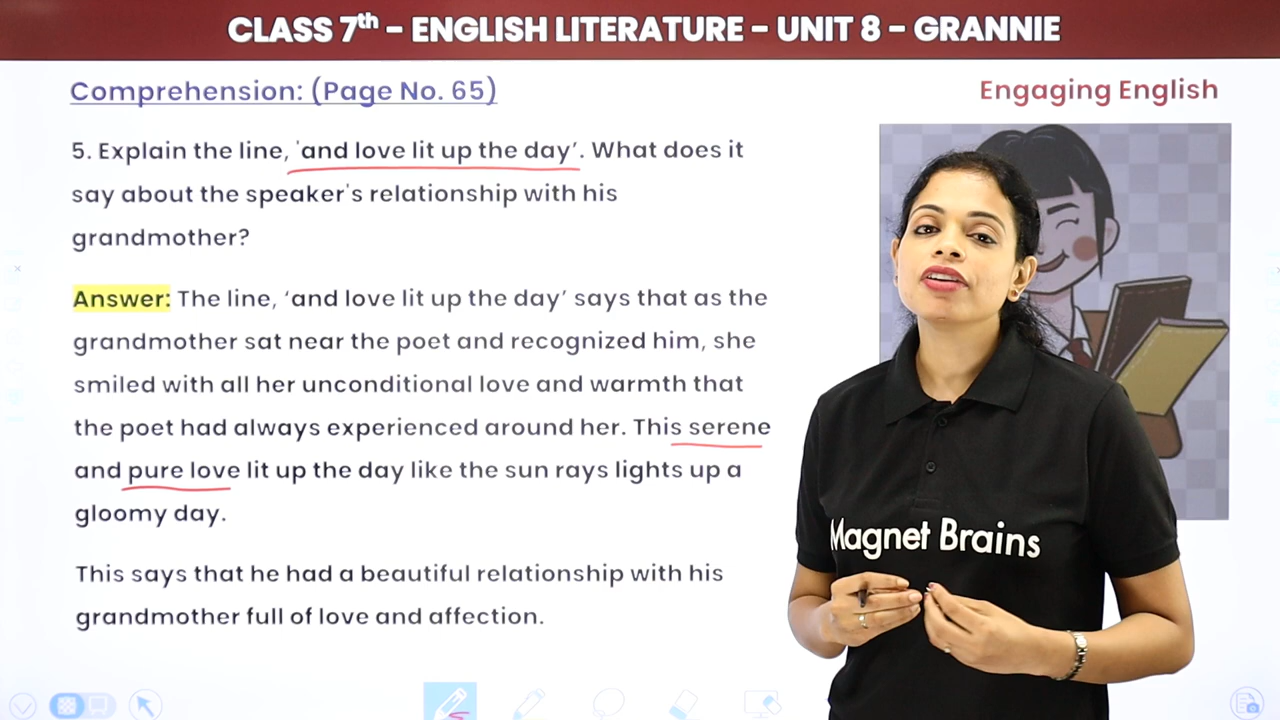 CLASS 7th - ENGLISH LITERATURE - UNIT 8 - GRANNIE
Comprehension: (Page No. 65)
Engaging English
5. Explain the line, 'and love lit up the day'. What does it
say about the speaker's relationship with his
grandmother?
Answer: The line, 'and love lit up the day' says that as the
grandmother sat near the poet and recognized him, she
smiled with all her unconditional love and warmth that
the poet had always experienced around her. This serene
and pure love lit up the day like the sun rays lights up a
gloomy day.
This says that he had a beautiful relationship with his
grandmother full of love and affection.
Magnet Brains